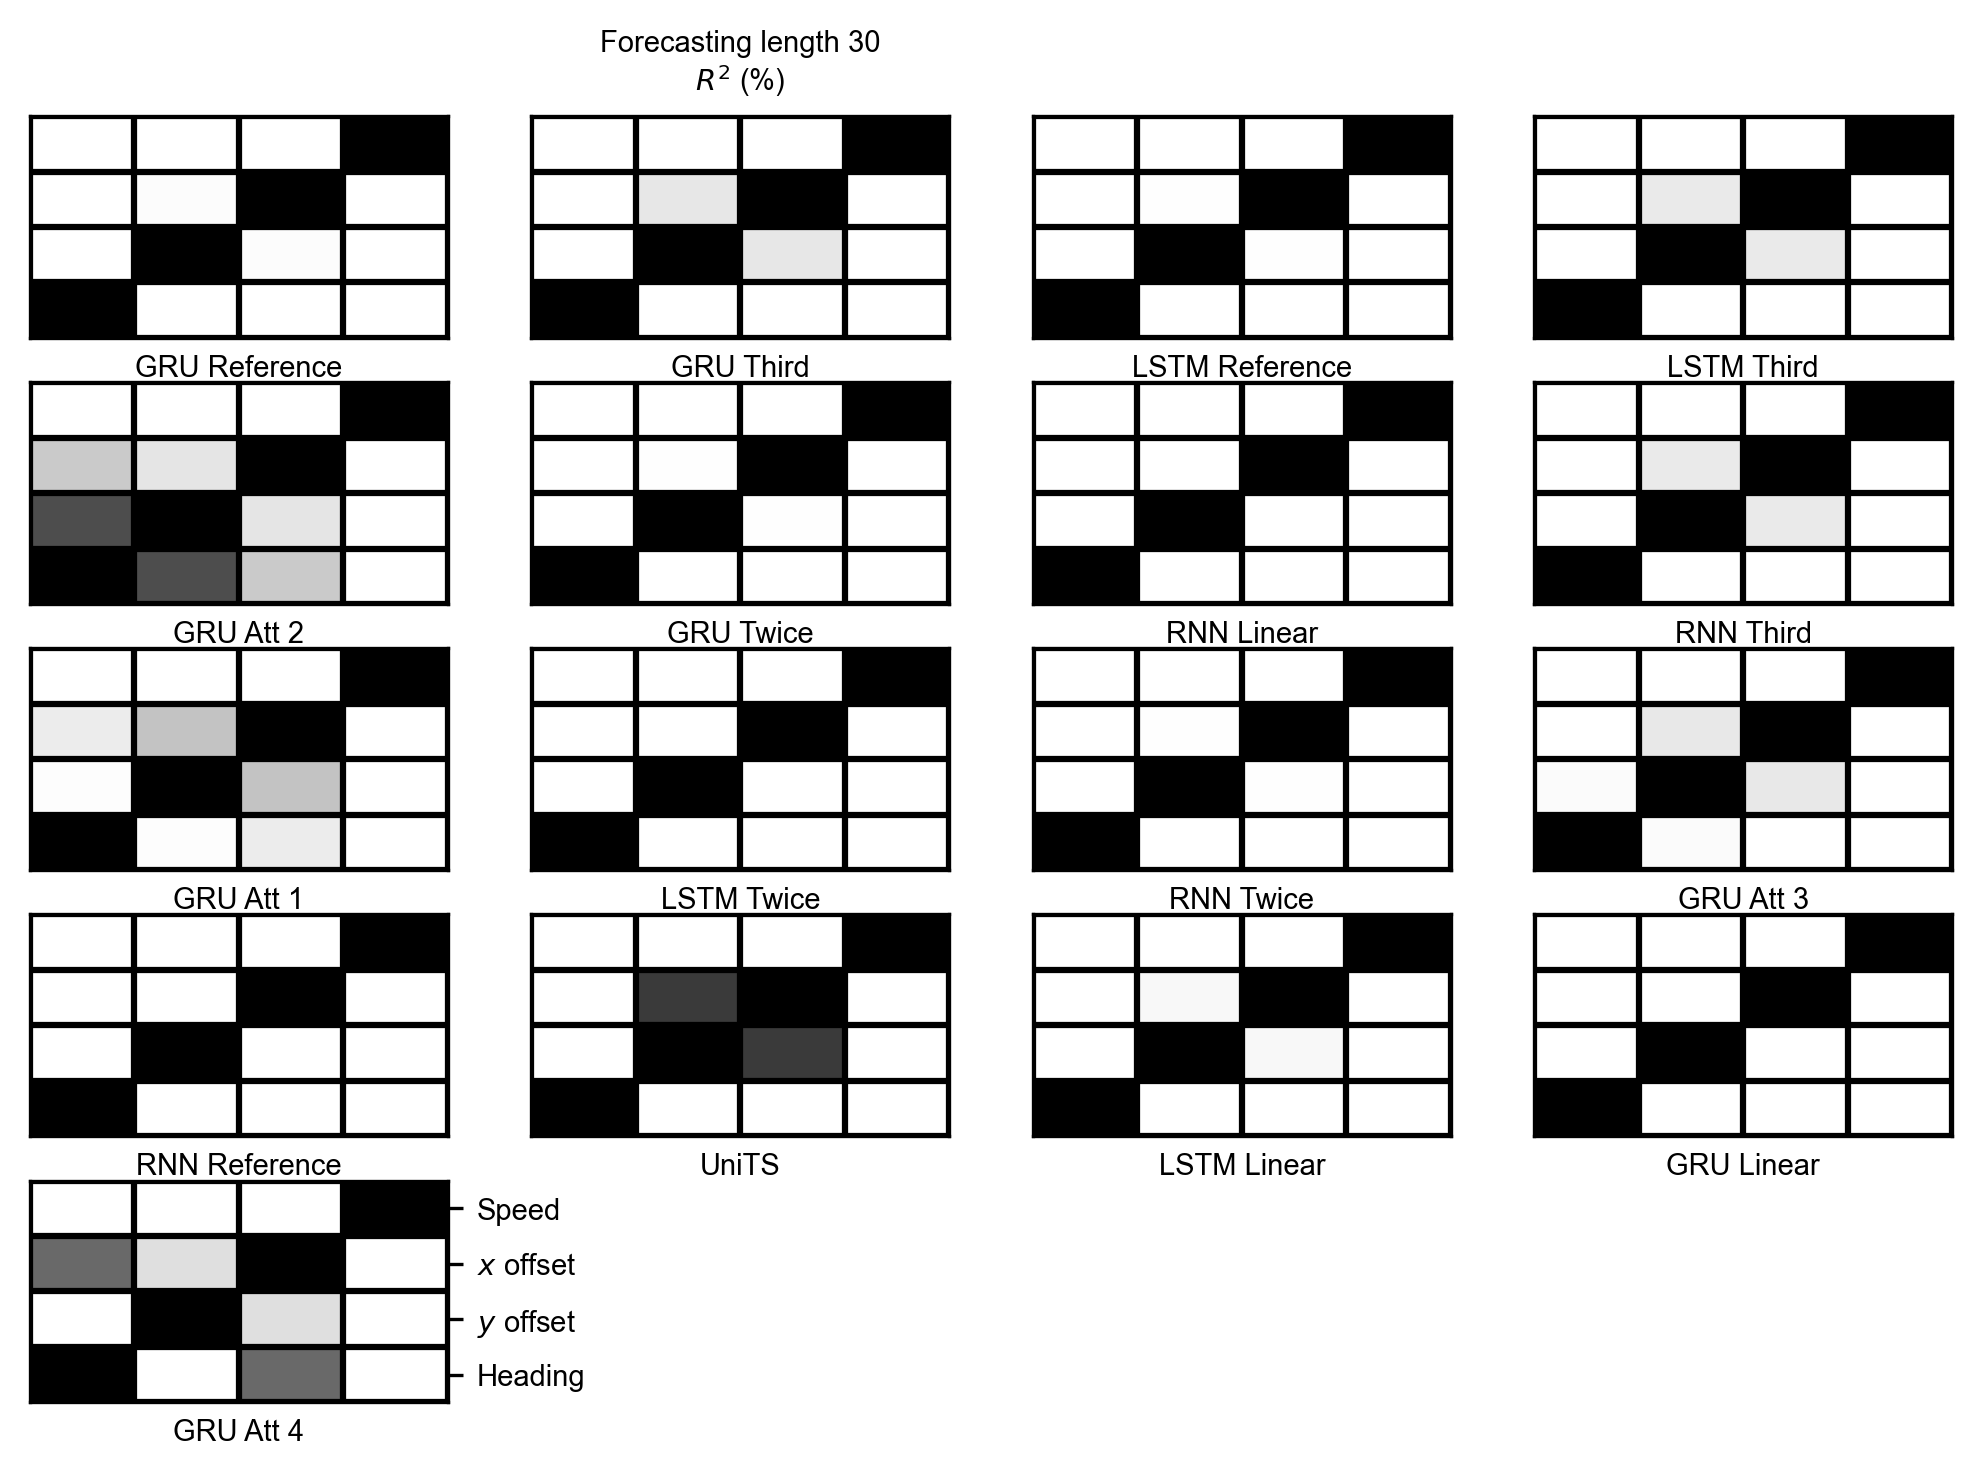 Forecasting length 30
R² (%)
GRU Reference
GRU Third
LSTM Reference
LSTM Third
GRU Att 2
GRU Twice
RNN Linear
RNN Third
GRU Att 1
LSTM Twice
RNN Twice
GRU Att 3
RNN Reference
UniTS
LSTM Linear
GRU Linear
Speed
x offset
y offset
Heading
GRU Att 4